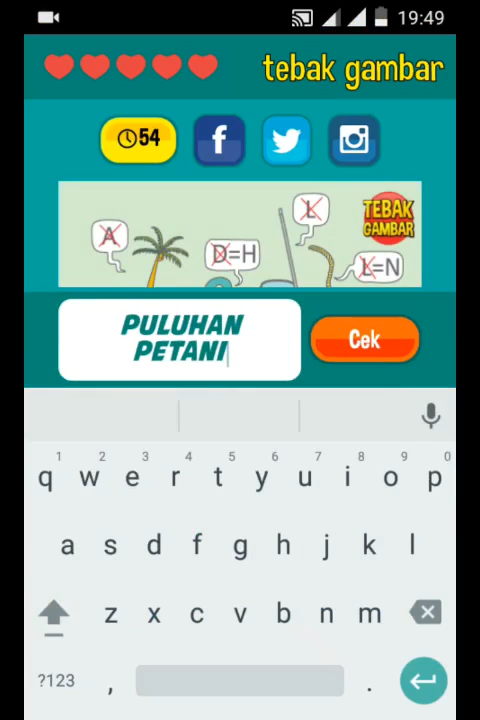 19:49
tebak gambar
54
A
L
TEBAK
GAMBAR
D=H
L=N
PULUHAN
PETANI
Cek
1 2 3 4 5 6 7 8 9 0
q w e r t y u i o p
a s d f g h j k l
z x c v b n m
?123 , .